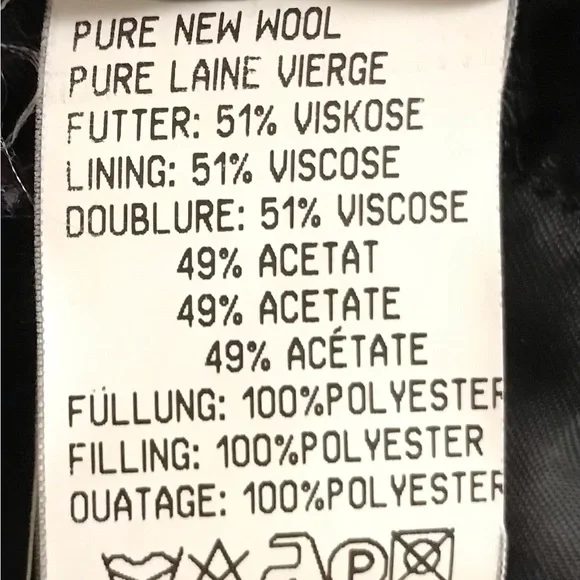 PURE NEW WOOL
PURE LAINE VIERGE
FUTTER: 51% VISKOSE
LINING: 51% VISCOSE
DOUBLURE: 51% VISCOSE
49% ACETAT
49% ACETATE
49% ACÉTATE
FÜLLUNG: 100%POLYESTER
FILLING: 100%POLYESTER
OUATAGE: 100%POLYESTER
P